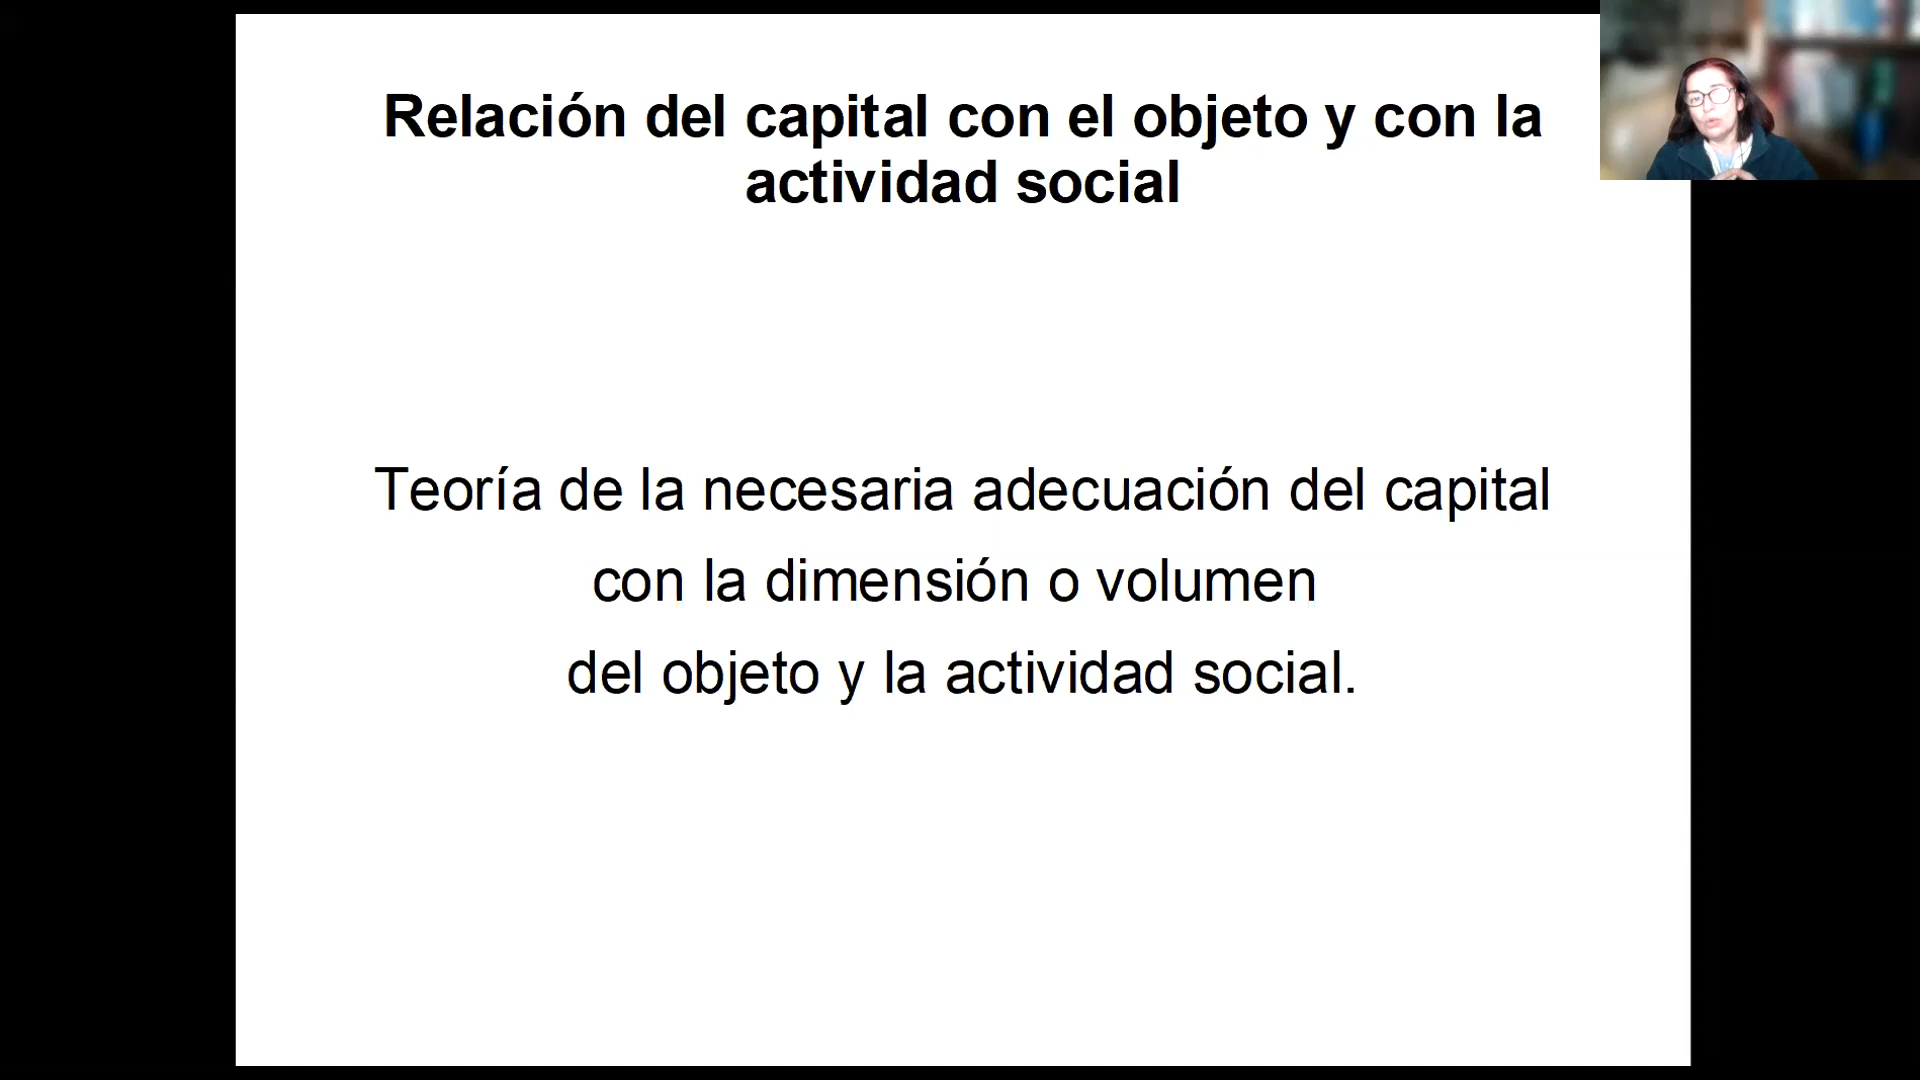 Relación del capital con el objeto y con la
actividad social
Teoría de la necesaria adecuación del capital
con la dimensión o volumen
del objeto y la actividad social.